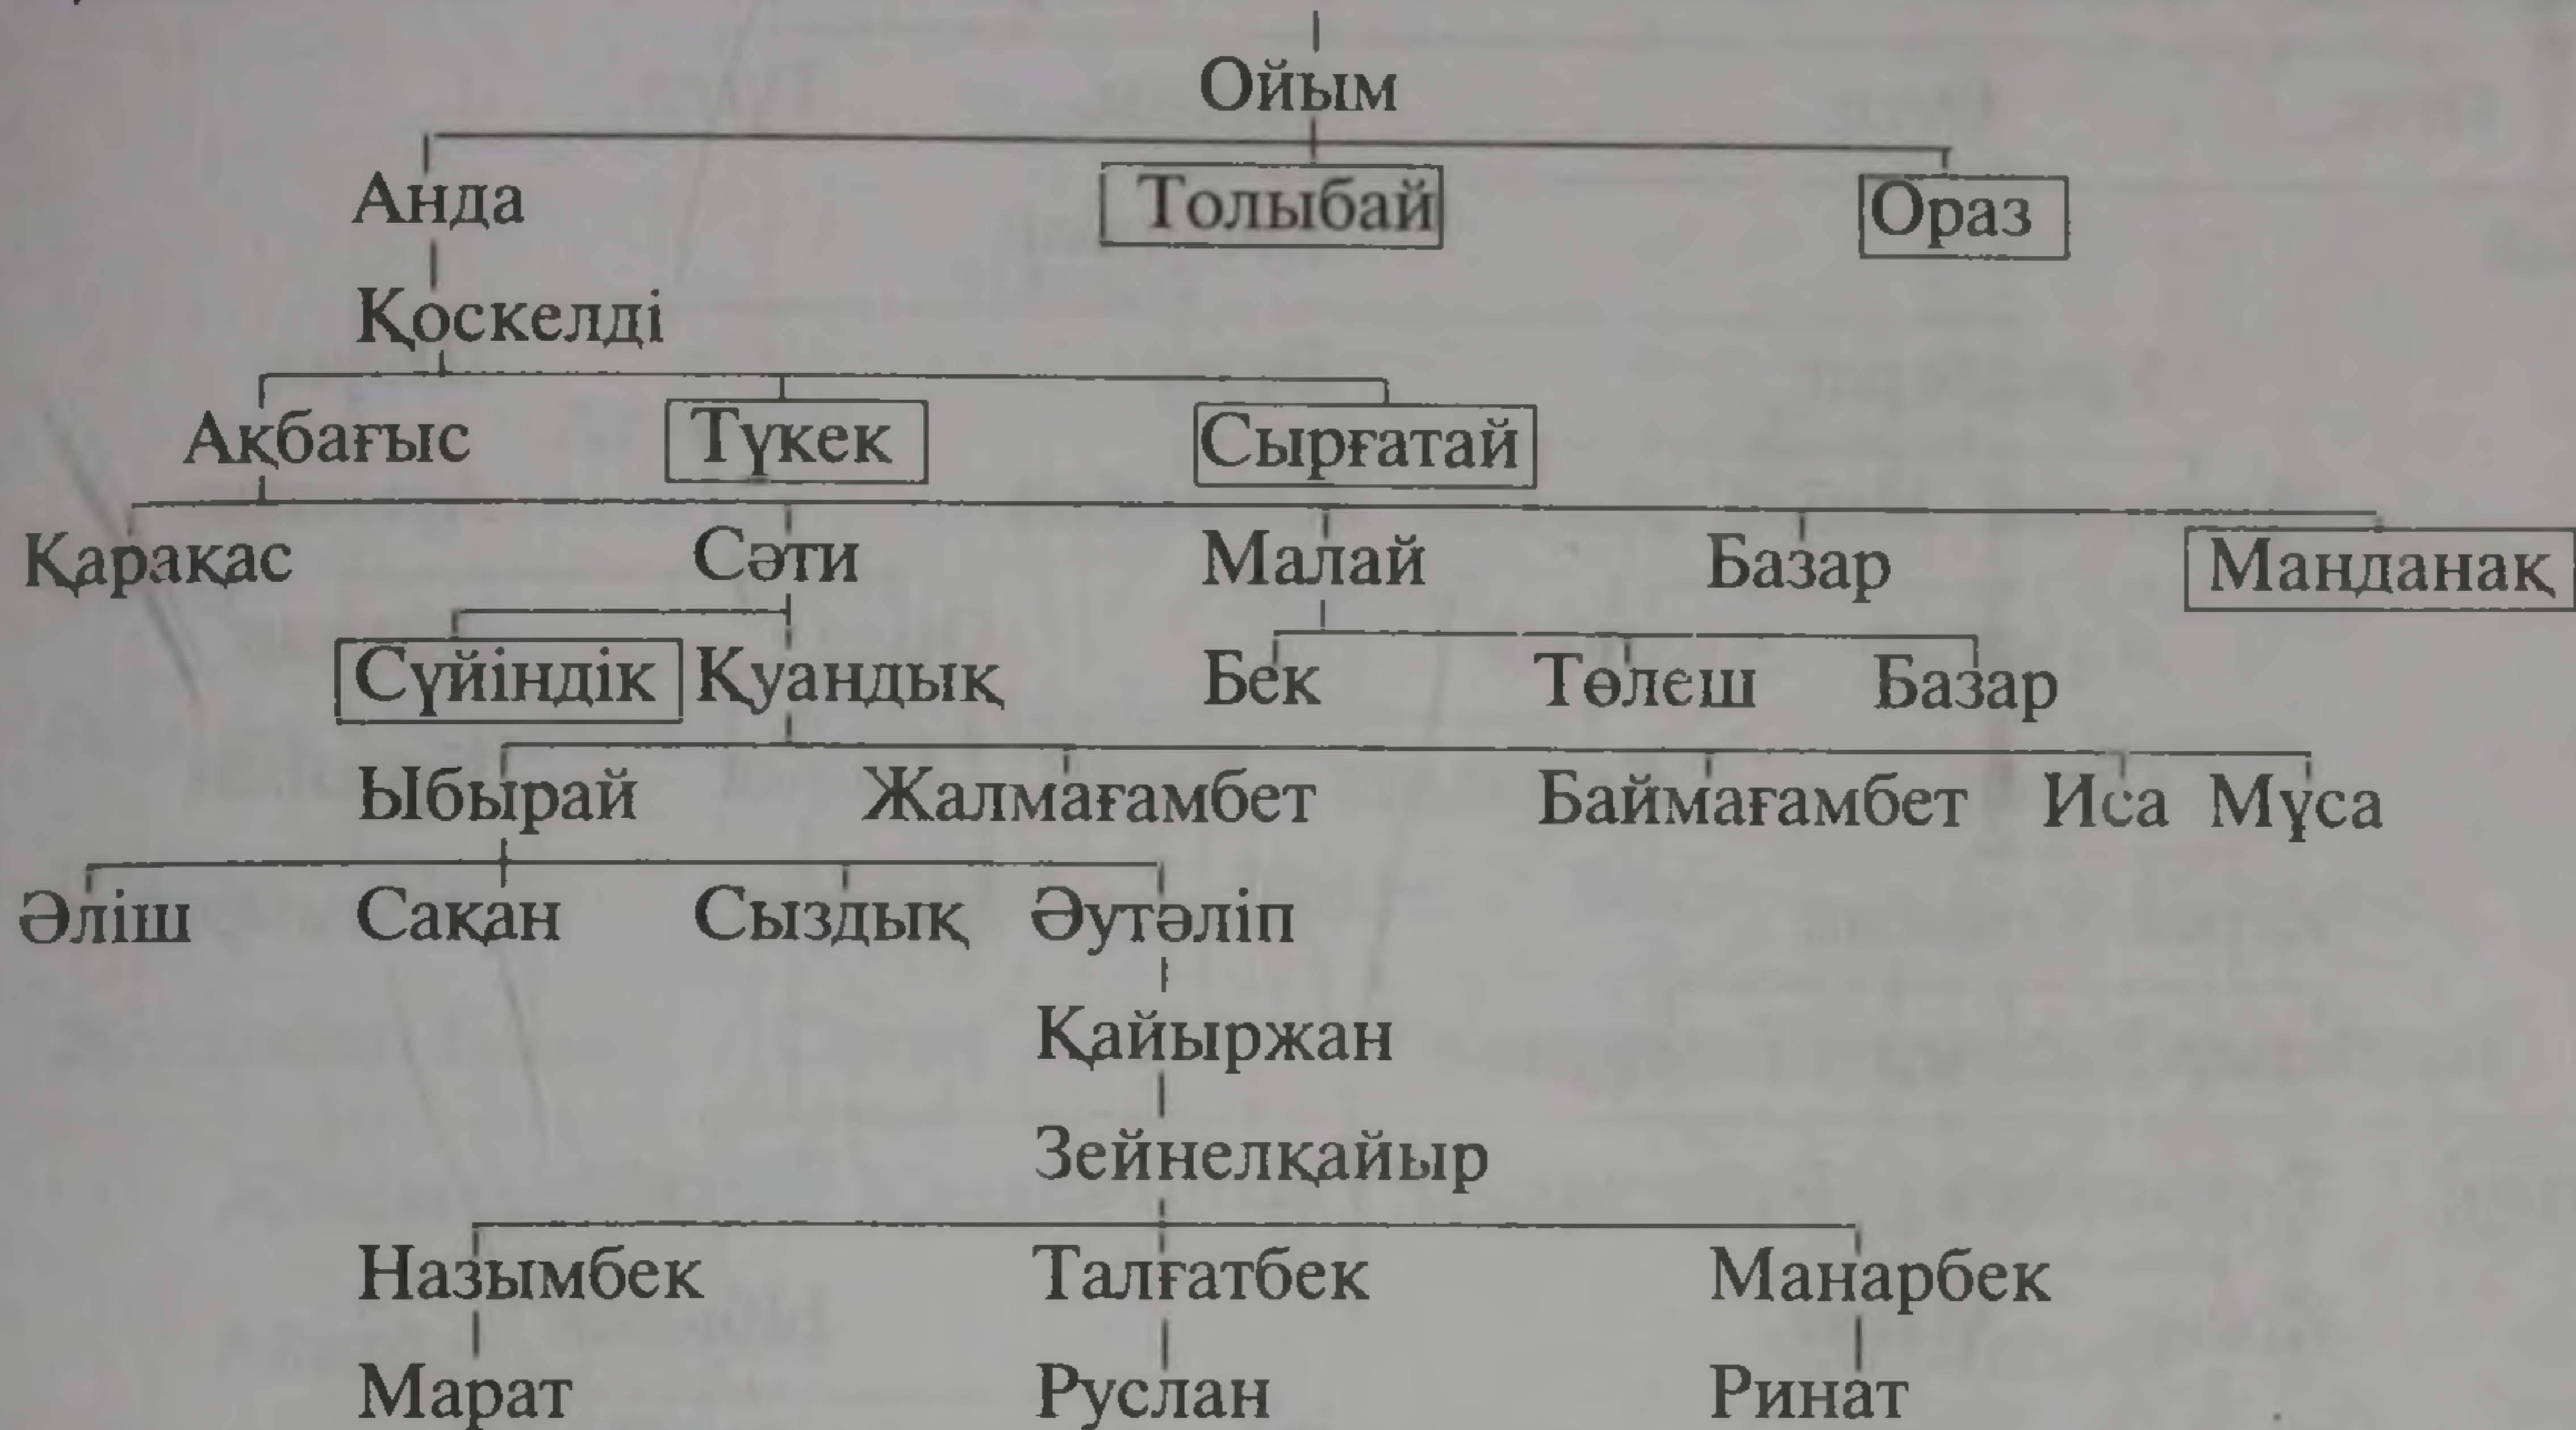 Ойым
Анда Толыбай Ораз
Қоскелді
Ақбағыс Түкек Сырғатай
Қарақас Сәти Малай Базар Манданақ
Сүйіндік Қуандық Бек Төлеш Базар
Ыбырай Жалмағамбет Баймағамбет Иса Мұса
Әліш Сақан Сыздық Әутәліп
Қайыржан
Зейнелқайыр
Назымбек Талғатбек Манарбек
Марат Руслан Ринат